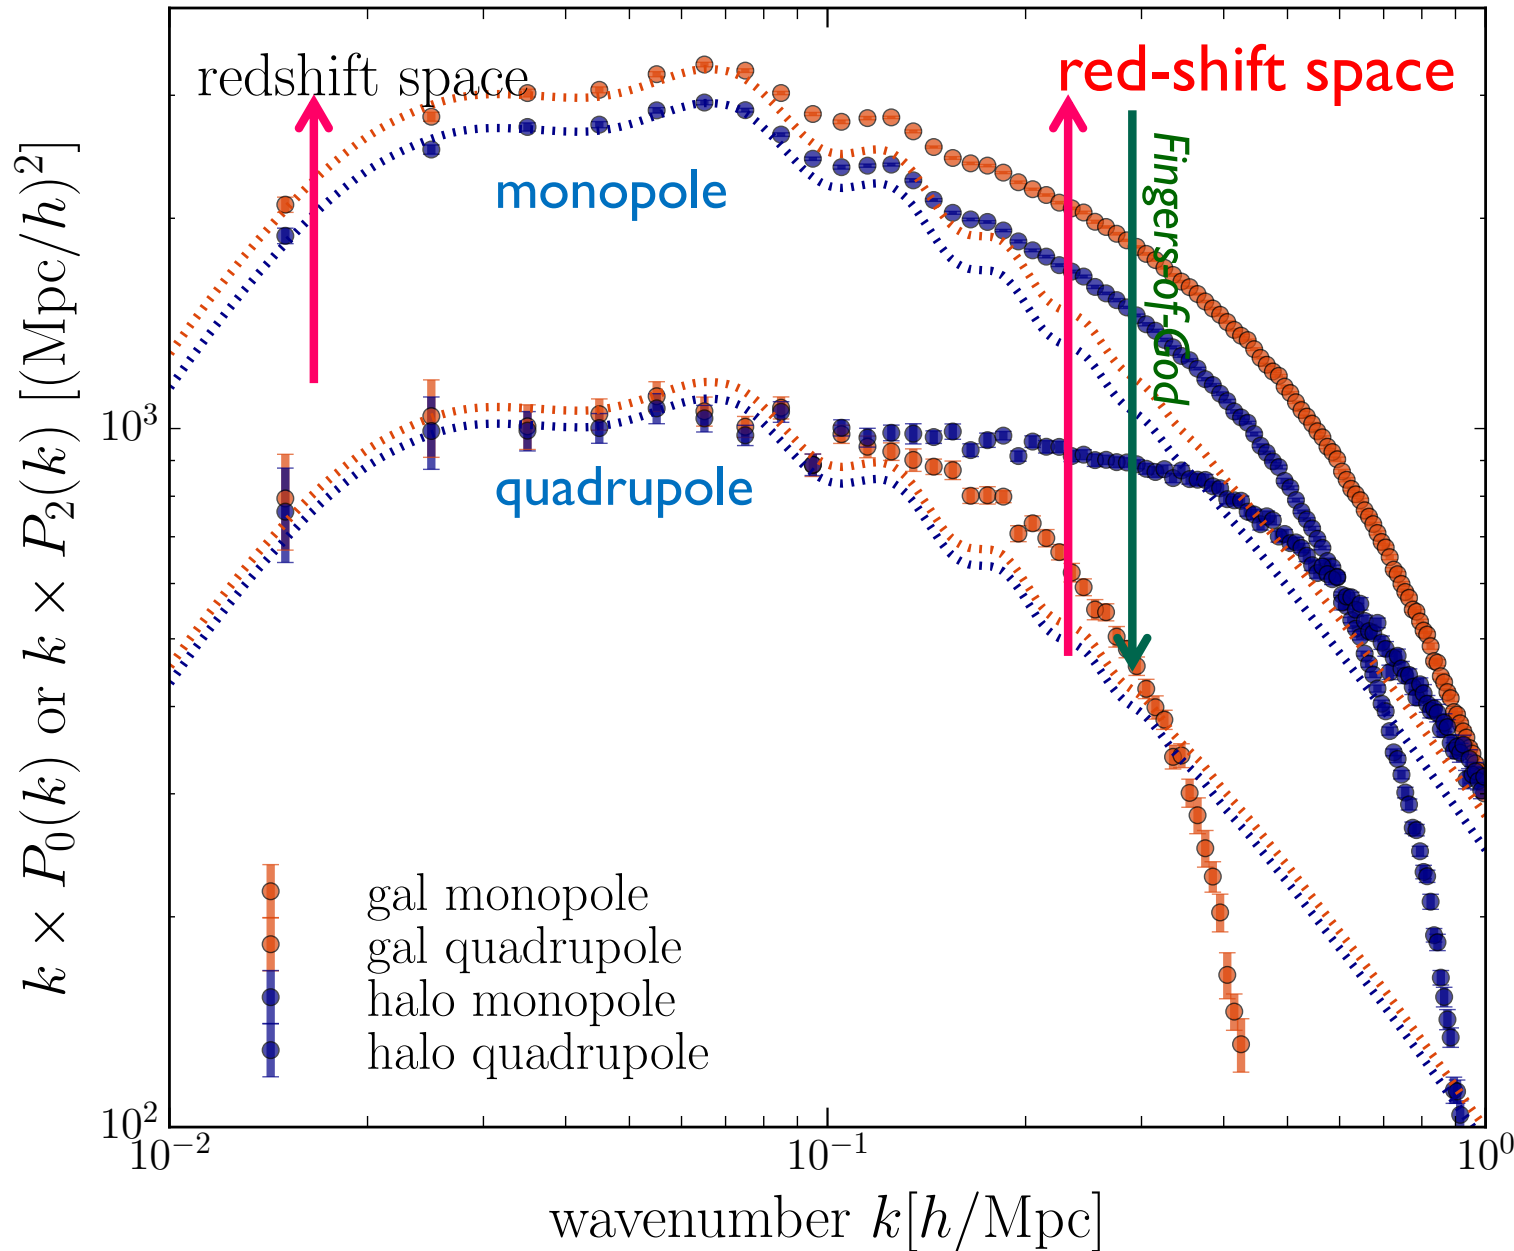 redshift space
red-shift space
Fingers-of-God
monopole
quadrupole
k × P₀(k) or k × P₂(k) [(Mpc/h)²]
10³
10²
gal monopole
gal quadrupole
halo monopole
halo quadrupole
10⁻²
10⁻¹
10⁰
wavenumber k[h/Mpc]